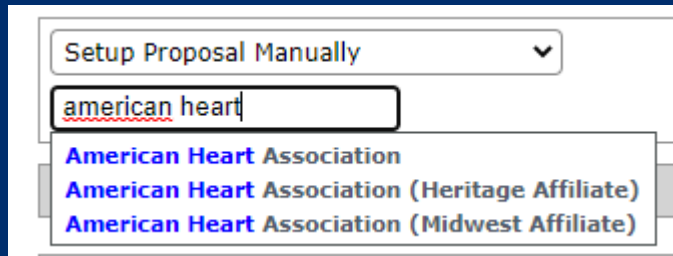 Setup Proposal Manually
american heart
American Heart Association
American Heart Association (Heritage Affiliate)
American Heart Association (Midwest Affiliate)